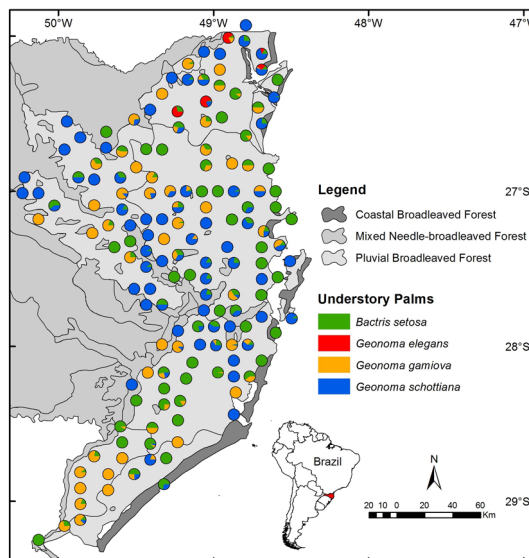 50°W 49°W 48°W 47°W
27°S
28°S
29°S
Legend
Coastal Broadleaved Forest
Mixed Needle-broadleaved Forest
Pluvial Broadleaved Forest
Understory Palms
Bactris setosa
Geonoma elegans
Geonoma gamiova
Geonoma schottiana
Brazil
N
20 10 0 20 40 60
Km